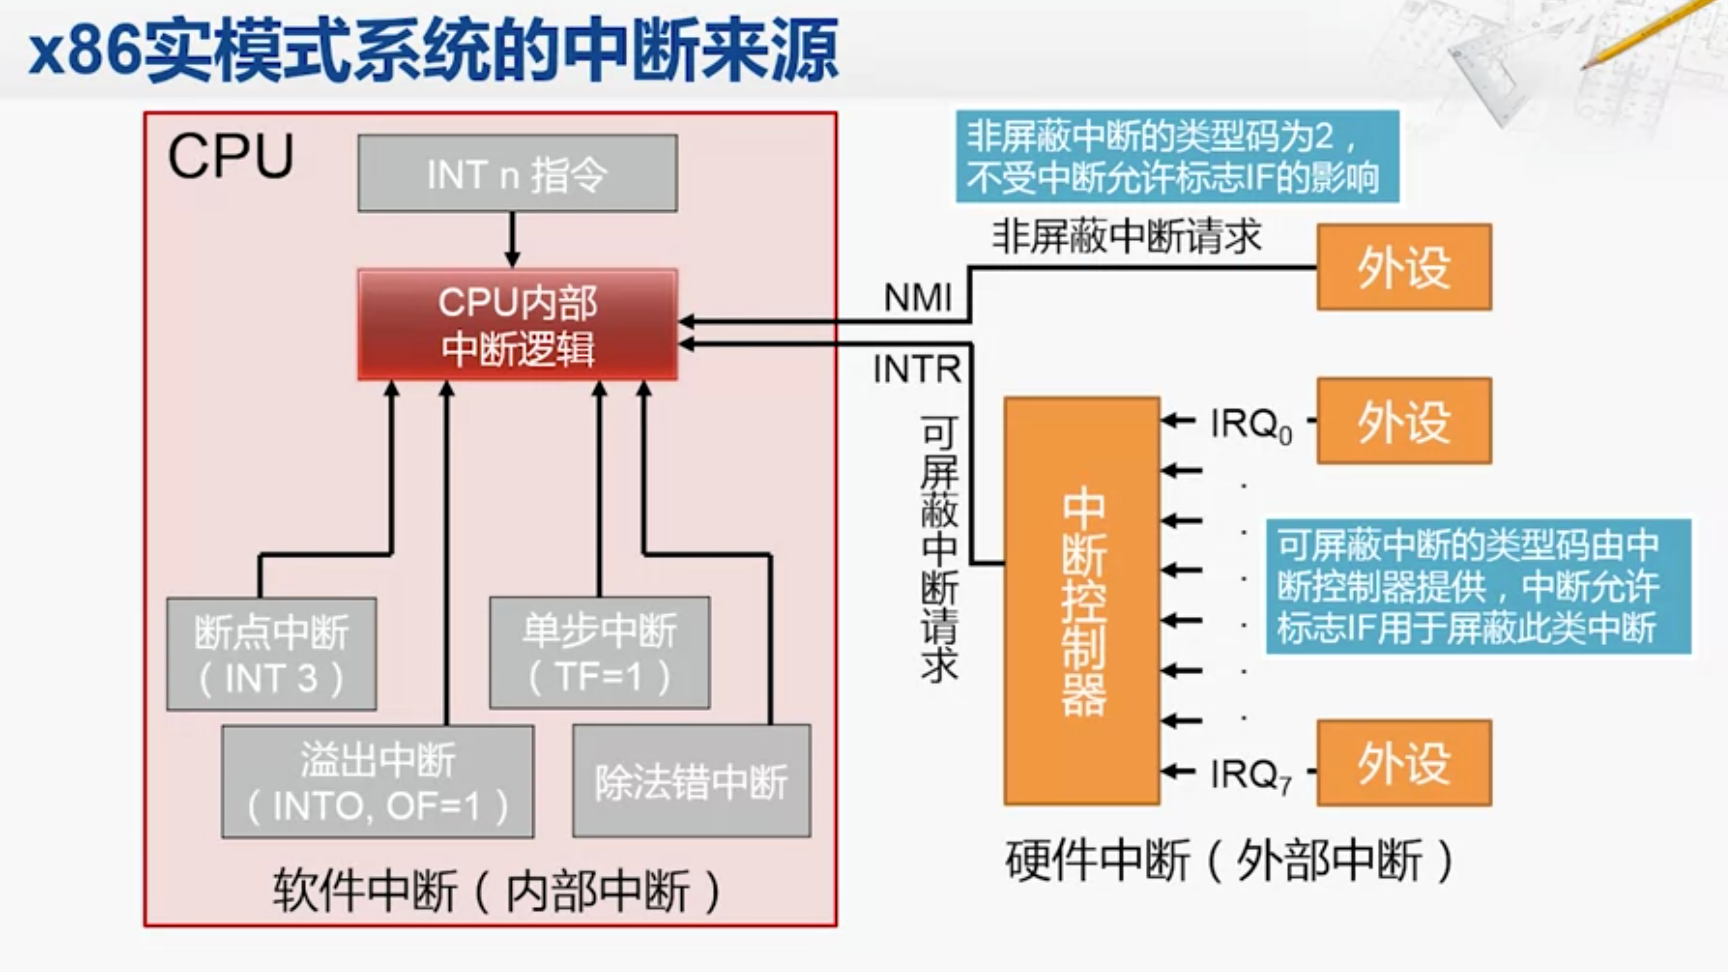 x86实模式系统的中断来源
CPU
INT n 指令
CPU内部
中断逻辑
断点中断
（INT 3）
单步中断
（TF=1）
溢出中断
（INTO, OF=1）
除法错中断
软件中断（内部中断）
非屏蔽中断的类型码为2，
不受中断允许标志IF的影响
非屏蔽中断请求
外设
NMI
INTR
可屏蔽中断请求
中断控制器
IRQ0
外设
可屏蔽中断的类型码由中
断控制器提供，中断允许
标志IF用于屏蔽此类中断
IRQ7
外设
硬件中断（外部中断）